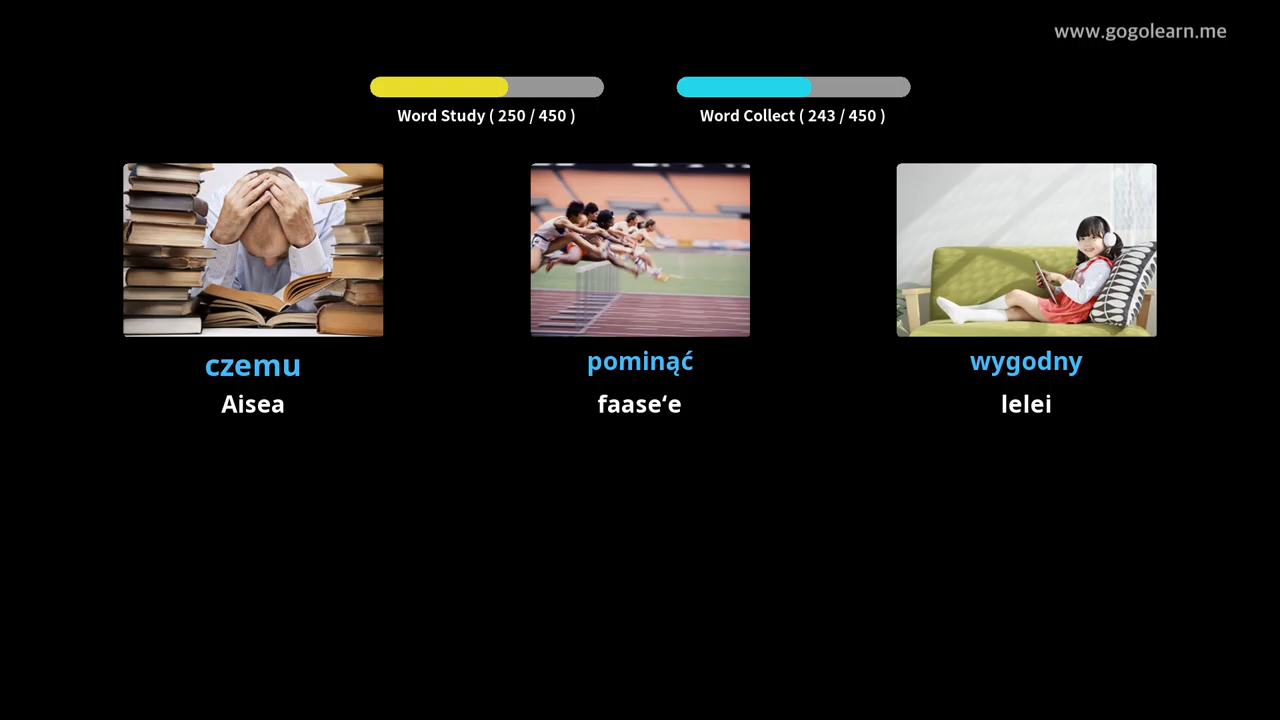 www.gogolearn.me
Word Study ( 250 / 450 )
Word Collect ( 243 / 450 )
czemu
pominąć
wygodny
Aisea
faase‘e
lelei